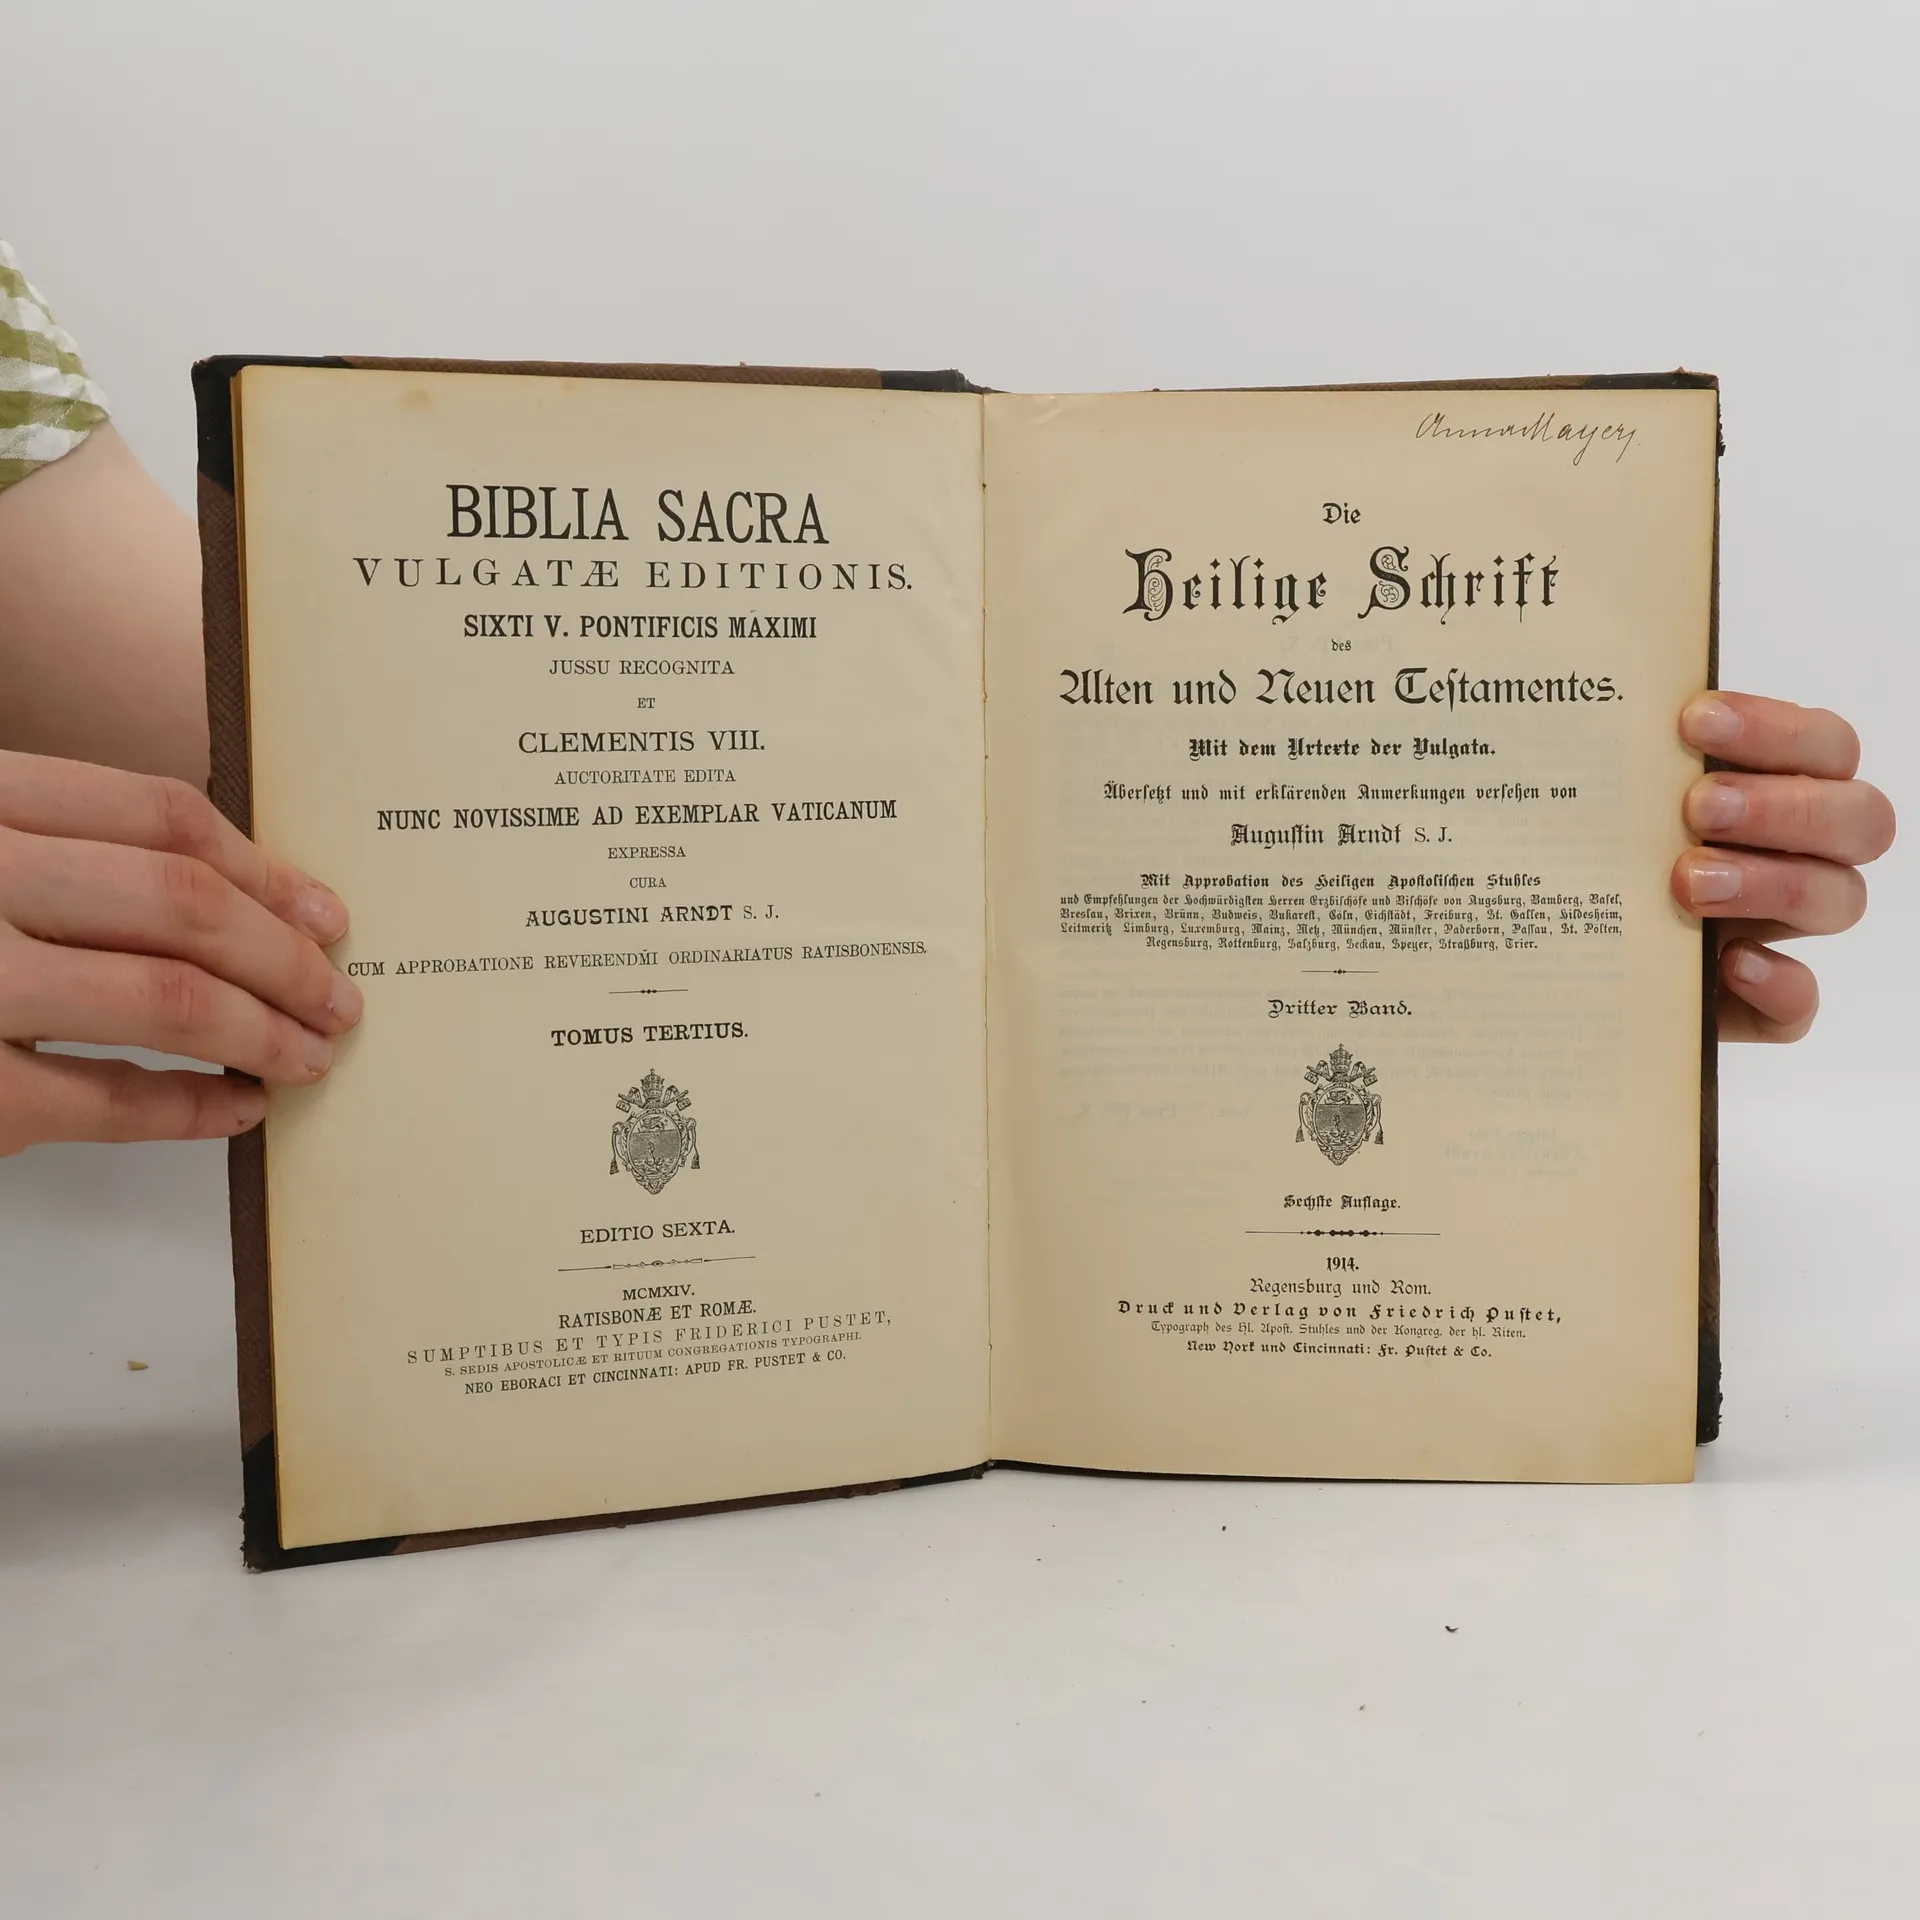 BIBLIA SACRA
VULGATÆ EDITIONIS.
SIXTI V. PONTIFICIS MAXIMI
JUSSU RECOGNITA
ET
CLEMENTIS VIII.
AUCTORITATE EDITA
NUNC NOVISSIME AD EXEMPLAR VATICANUM
EXPRESSA
CURA
AUGUSTINI ARNDT S. J.
CUM APPROBATIONE REVERENDM̄I ORDINARIATUS RATISBONENSIS.
TOMUS TERTIUS.
EDITIO SEXTA.
MCMXIV.
RATISBONÆ ET ROMÆ.
SUMPTIBUS ET TYPIS FRIDERICI PUSTET,
S. SEDIS APOSTOLICÆ ET RITUUM CONGREGATIONIS TYPOGRAPHI.
NEO EBORACI ET CINCINNATI: APUD FR. PUSTET & CO.
Anna Mayer
Die
Heilige Schrift
des
Alten und Neuen Testamentes.
Mit dem Urtexte der Vulgata.
Übersetzt und mit erklärenden Anmerkungen versehen von
Augustin Arndt S. J.
Mit Approbation des Heiligen Apostolischen Stuhles
und Empfehlungen der Hochwürdigsten Herren Erzbischöfe und Bischöfe von Augsburg, Bamberg, Basel,
Breslau, Brixen, Brünn, Budweis, Bukarest, Cöln, Eichstädt, Freiburg, St. Gallen, Hildesheim,
Leitmeritz Limburg, Luxemburg, Mainz, Metz, München, Münster, Paderborn, Passau, St. Pölten,
Regensburg, Rottenburg, Salzburg, Seckau, Speyer, Straßburg, Trier.
Dritter Band.
Sechste Auflage.
1914.
Regensburg und Rom.
Druck und Verlag von Friedrich Pustet,
Typograph des Hl. Apost. Stuhles und der Kongreg. der hl. Riten.
New York und Cincinnati: Fr. Pustet & Co.